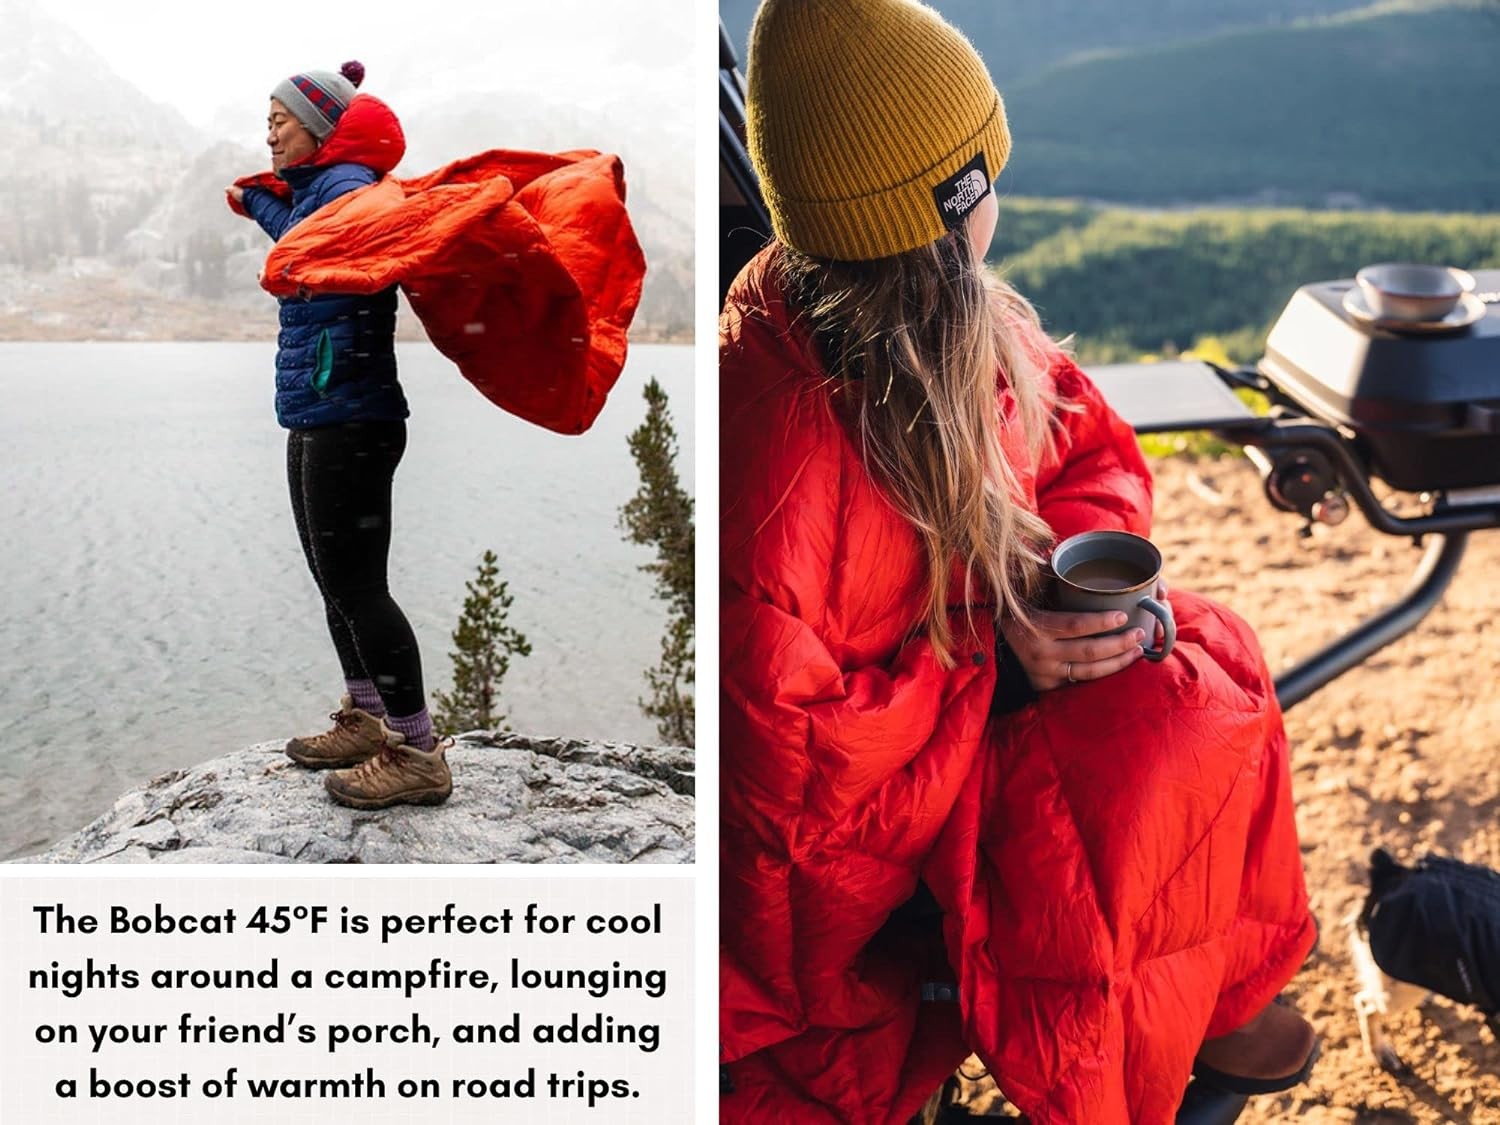 The Bobcat 45°F is perfect for cool
nights around a campfire, lounging
on your friend's porch, and adding
a boost of warmth on road trips.
THE
NORTH
FACE